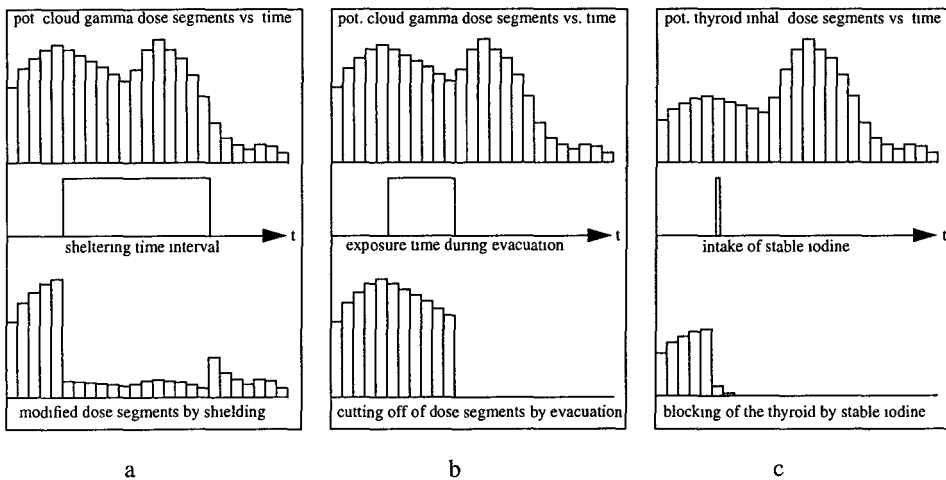 pot cloud gamma dose segments vs time
t
sheltering time interval
modified dose segments by shielding
a
pot. cloud gamma dose segments vs. time
t
exposure time during evacuation
cutting off of dose segments by evacuation
b
pot. thyroid inhal dose segments vs time
t
intake of stable iodine
blocking of the thyroid by stable iodine
c